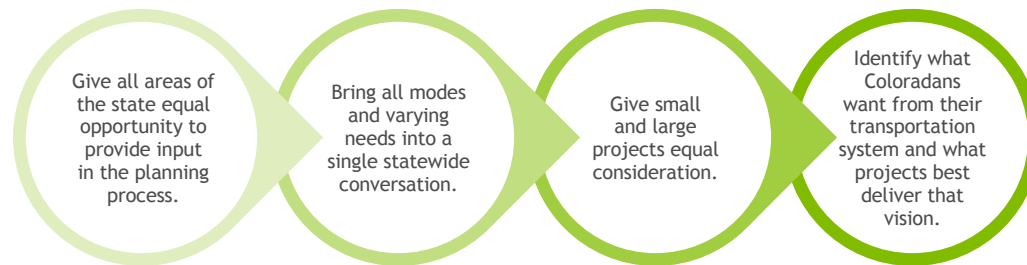 Give all areas of
the state equal
opportunity to
provide input
in the planning
process.
Bring all modes
and varying
needs into a
single statewide
conversation.
Give small
and large
projects equal
consideration.
Identify what
Coloradans
want from their
transportation
system and what
projects best
deliver that
vision.